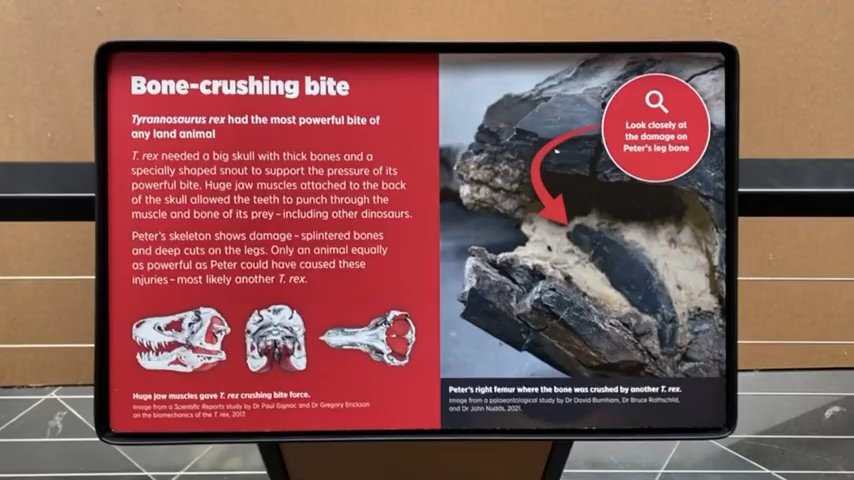 Bone-crushing bite
Tyrannosaurus rex had the most powerful bite of
any land animal
T. rex needed a big skull with thick bones and a
specially shaped snout to support the pressure of its
powerful bite. Huge jaw muscles attached to the back
of the skull allowed the teeth to punch through the
muscle and bone of its prey – including other dinosaurs.
Peter's skeleton shows damage – splintered bones
and deep cuts on the legs. Only an animal equally
as powerful as Peter could have caused these
injuries – most likely another T. rex.
Huge jaw muscles gave T. rex crushing bite force.
Image from a Scientific Reports study by Dr Paul Gignac and Dr Gregory Erickson
on the biomechanics of the T. rex, 2017
Look closely at
the damage on
Peter's leg bone
Peter's right femur where the bone was crushed by another T. rex.
Image from a palaeontological study by Dr David Burnham, Dr Bruce Rothschild,
and Dr John Nudds, 2021.